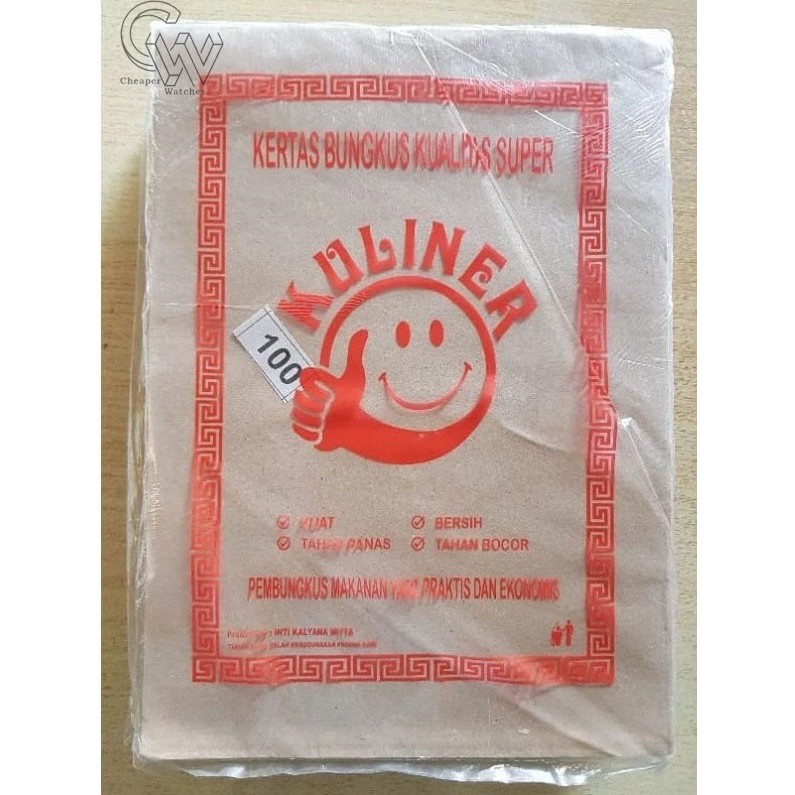 CW
Cheaper
Watches
KERTAS BUNGKUS KUALITAS SUPER
KULINER
100
KUAT
BERSIH
TAHAN PANAS
TAHAN BOCOR
PEMBUNGKUS MAKANAN YANG PRAKTIS DAN EKONOMIS
INTI KALYANA